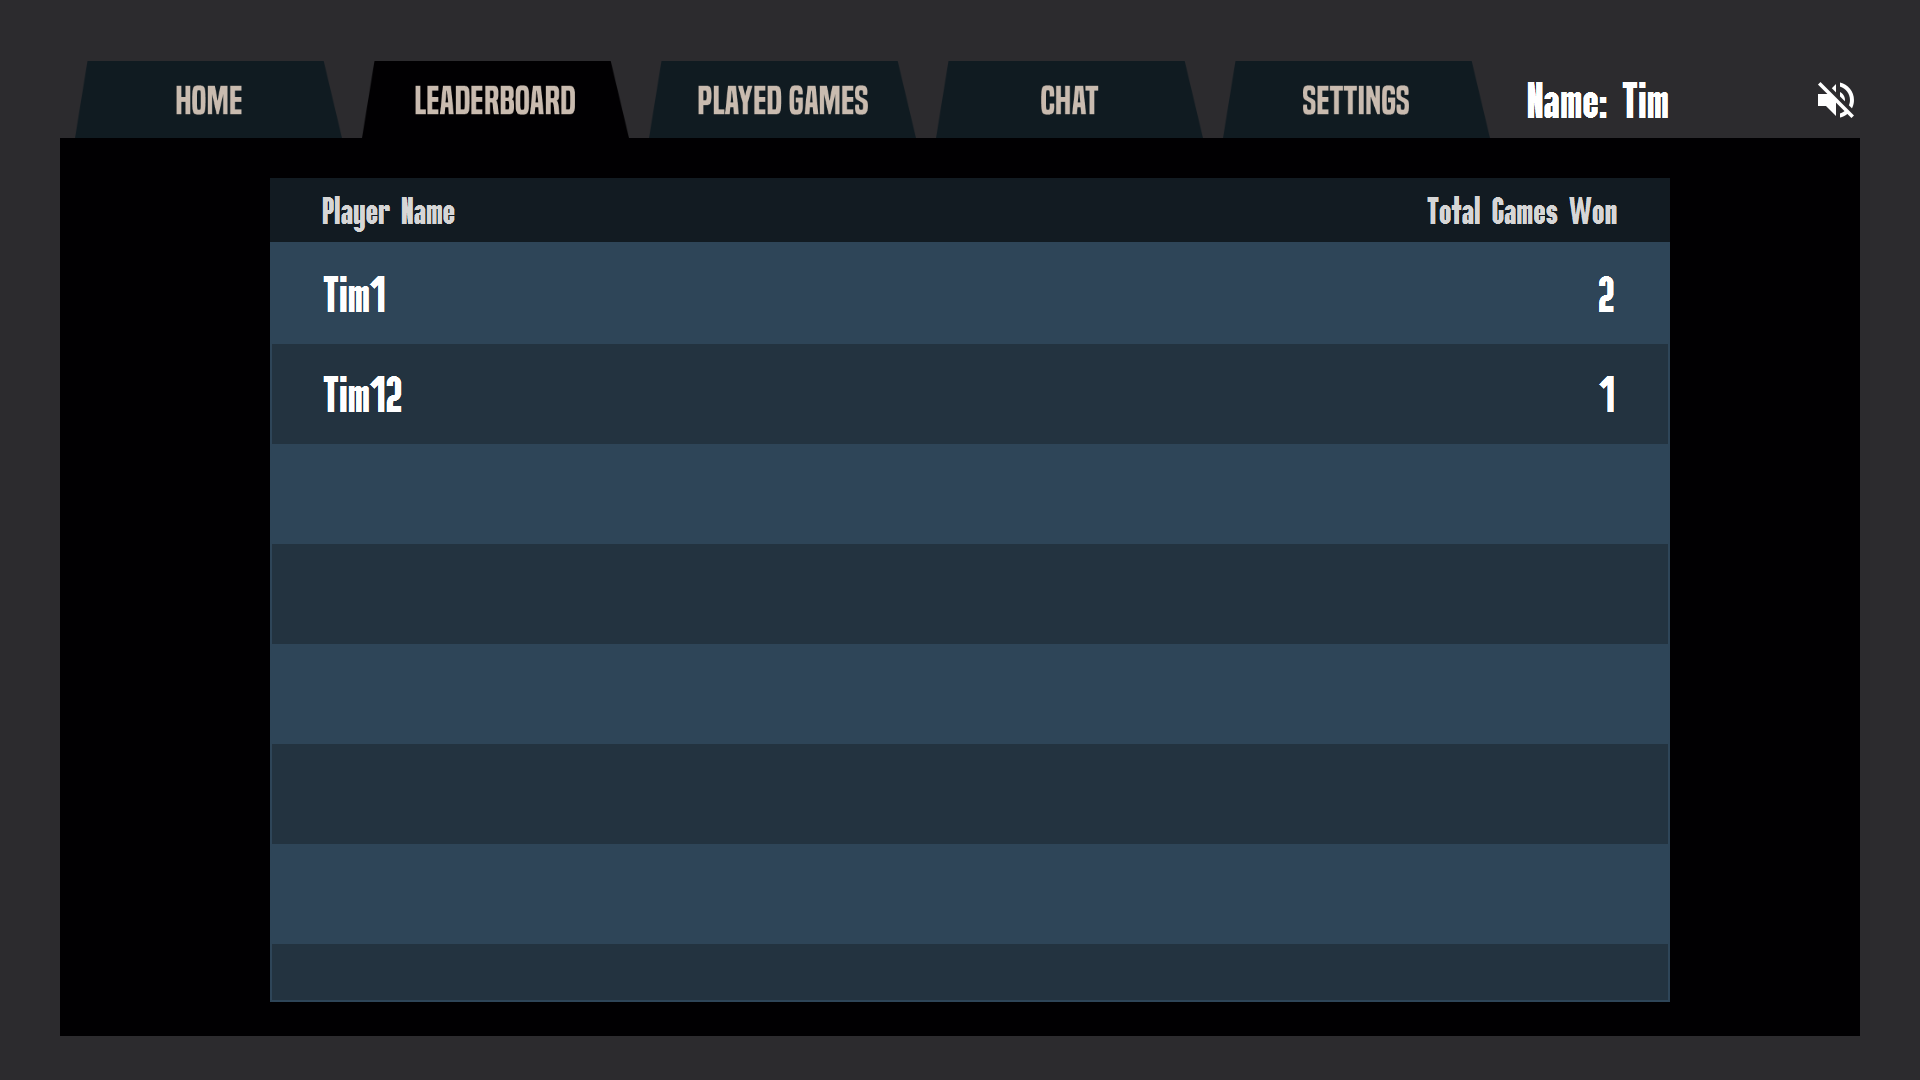 HOME LEADERBOARD PLAYED GAMES CHAT SETTINGS Name: Tim
Player Name Total Games Won
Tim1 2
Tim12 1